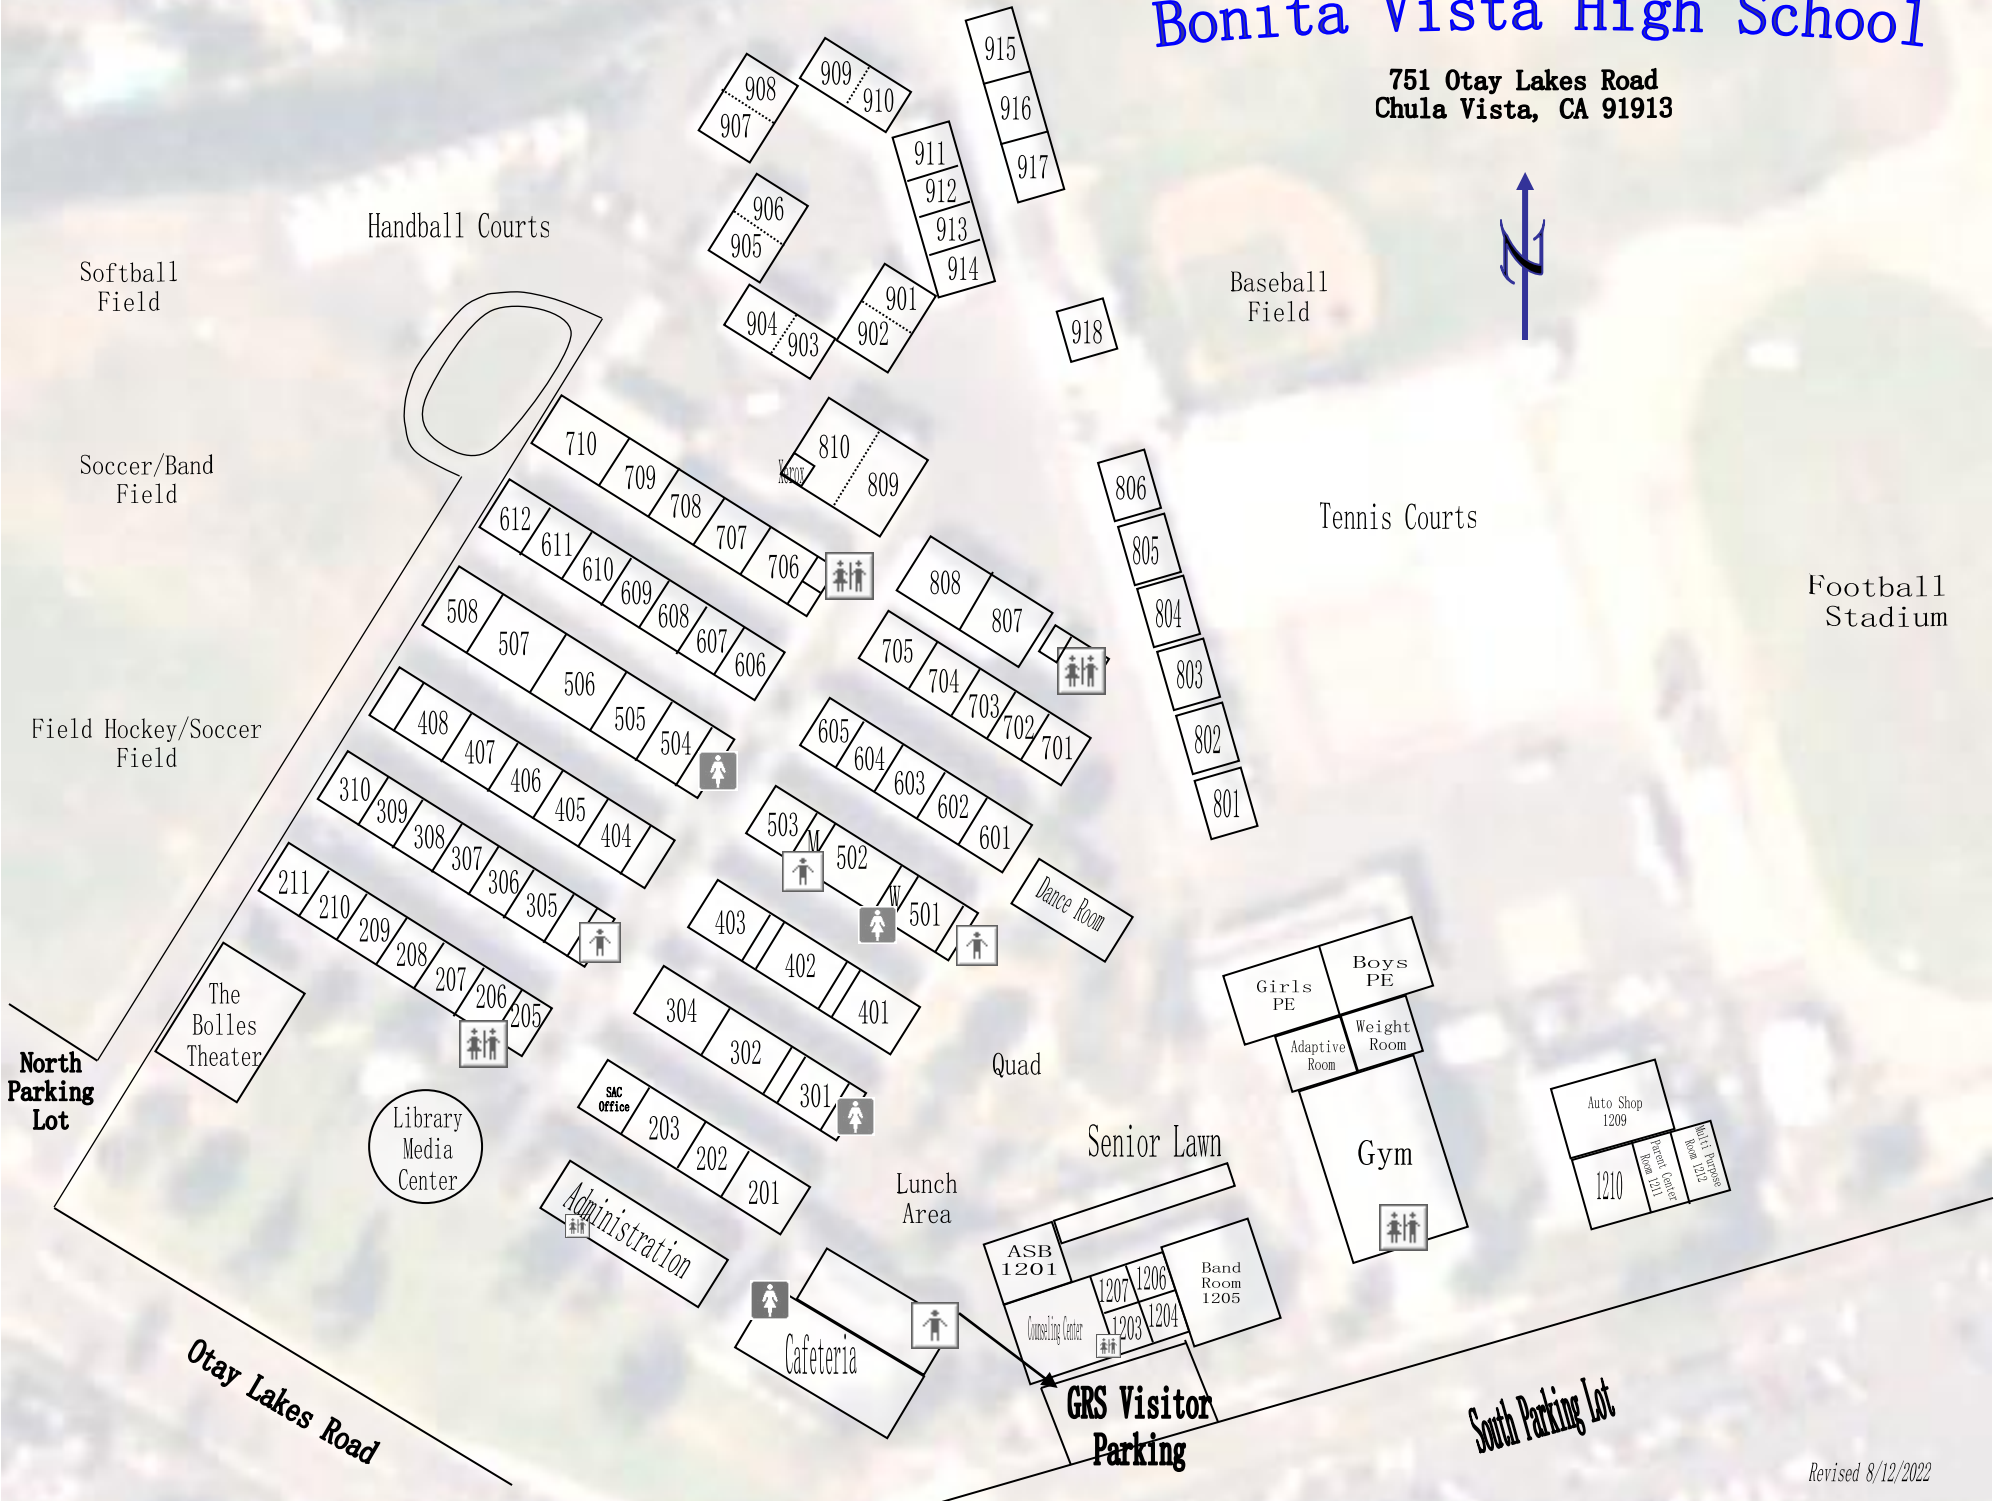 Bonita Vista High School
751 Otay Lakes Road
Chula Vista, CA 91913
N
915
916
917
909
910
908
907
911
912
913
914
906
905
901
902
904
903
918
Handball Courts
Softball
Field
Baseball
Field
Soccer/Band
Field
Tennis Courts
Football
Stadium
Field Hockey/Soccer
Field
810
809
Xerox
710
709
708
707
706
612
611
610
609
608
607
606
808
807
806
805
804
803
802
801
705
704
703
702
701
508
507
506
505
504
605
604
603
602
601
408
407
406
405
404
503
M
502
W
501
Dance Room
310
309
308
307
306
305
403
402
401
211
210
209
208
207
206
205
304
302
301
The
Bolles
Theater
North
Parking
Lot
Library
Media
Center
SAC
Office
203
202
201
Administration
Quad
Senior Lawn
Lunch
Area
Girls
PE
Boys
PE
Adaptive
Room
Weight
Room
Gym
Auto Shop
1209
1210
Parent Center
Room 1211
Multi Purpose
Room 1212
ASB
1201
1207
1206
1203
1204
Band
Room
1205
Counseling Center
Cafeteria
GRS Visitor
Parking
Otay Lakes Road
South Parking Lot
Revised 8/12/2022